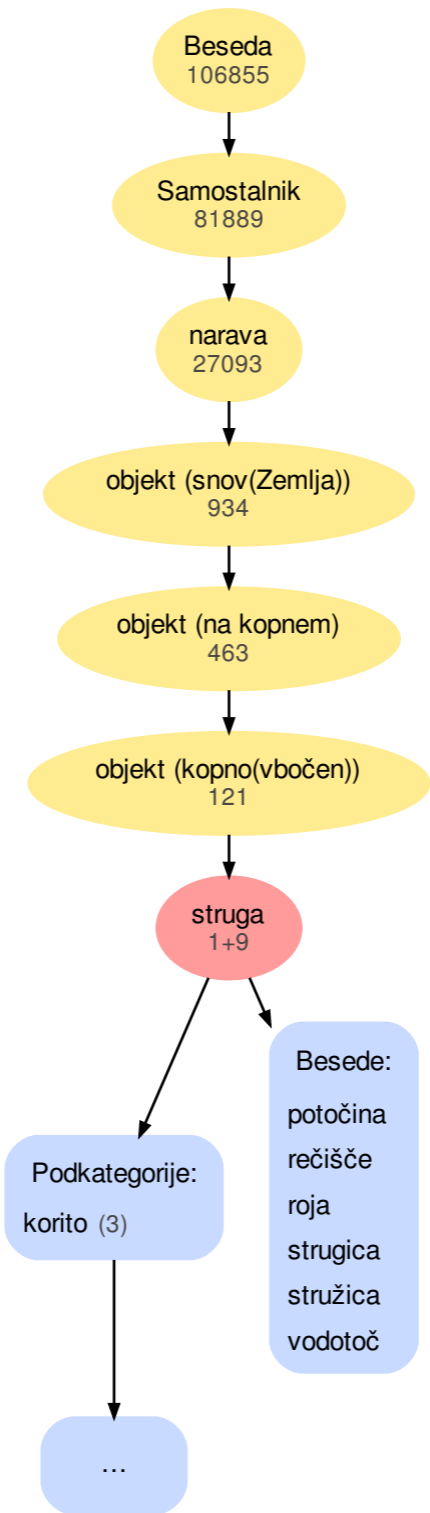 Beseda
106855
Samostalnik
81889
narava
27093
objekt (snov(Zemlja))
934
objekt (na kopnem)
463
objekt (kopno(vbočen))
121
struga
1+9
Besede:
potočina
rečišče
roja
strugica
stružica
vodotoč
Podkategorije:
korito (3)
...